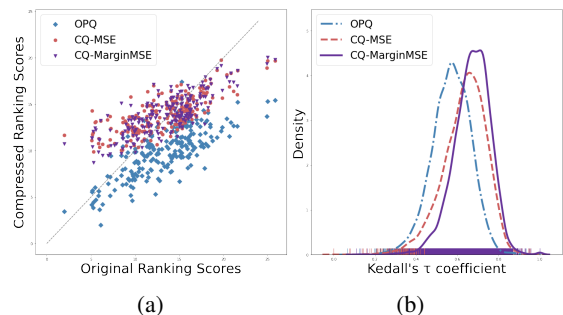 OPQ
CQ-MSE
CQ-MarginMSE
Compressed Ranking Scores
Original Ranking Scores
(a)
OPQ
CQ-MSE
CQ-MarginMSE
Density
Kedall's τ coefficient
(b)